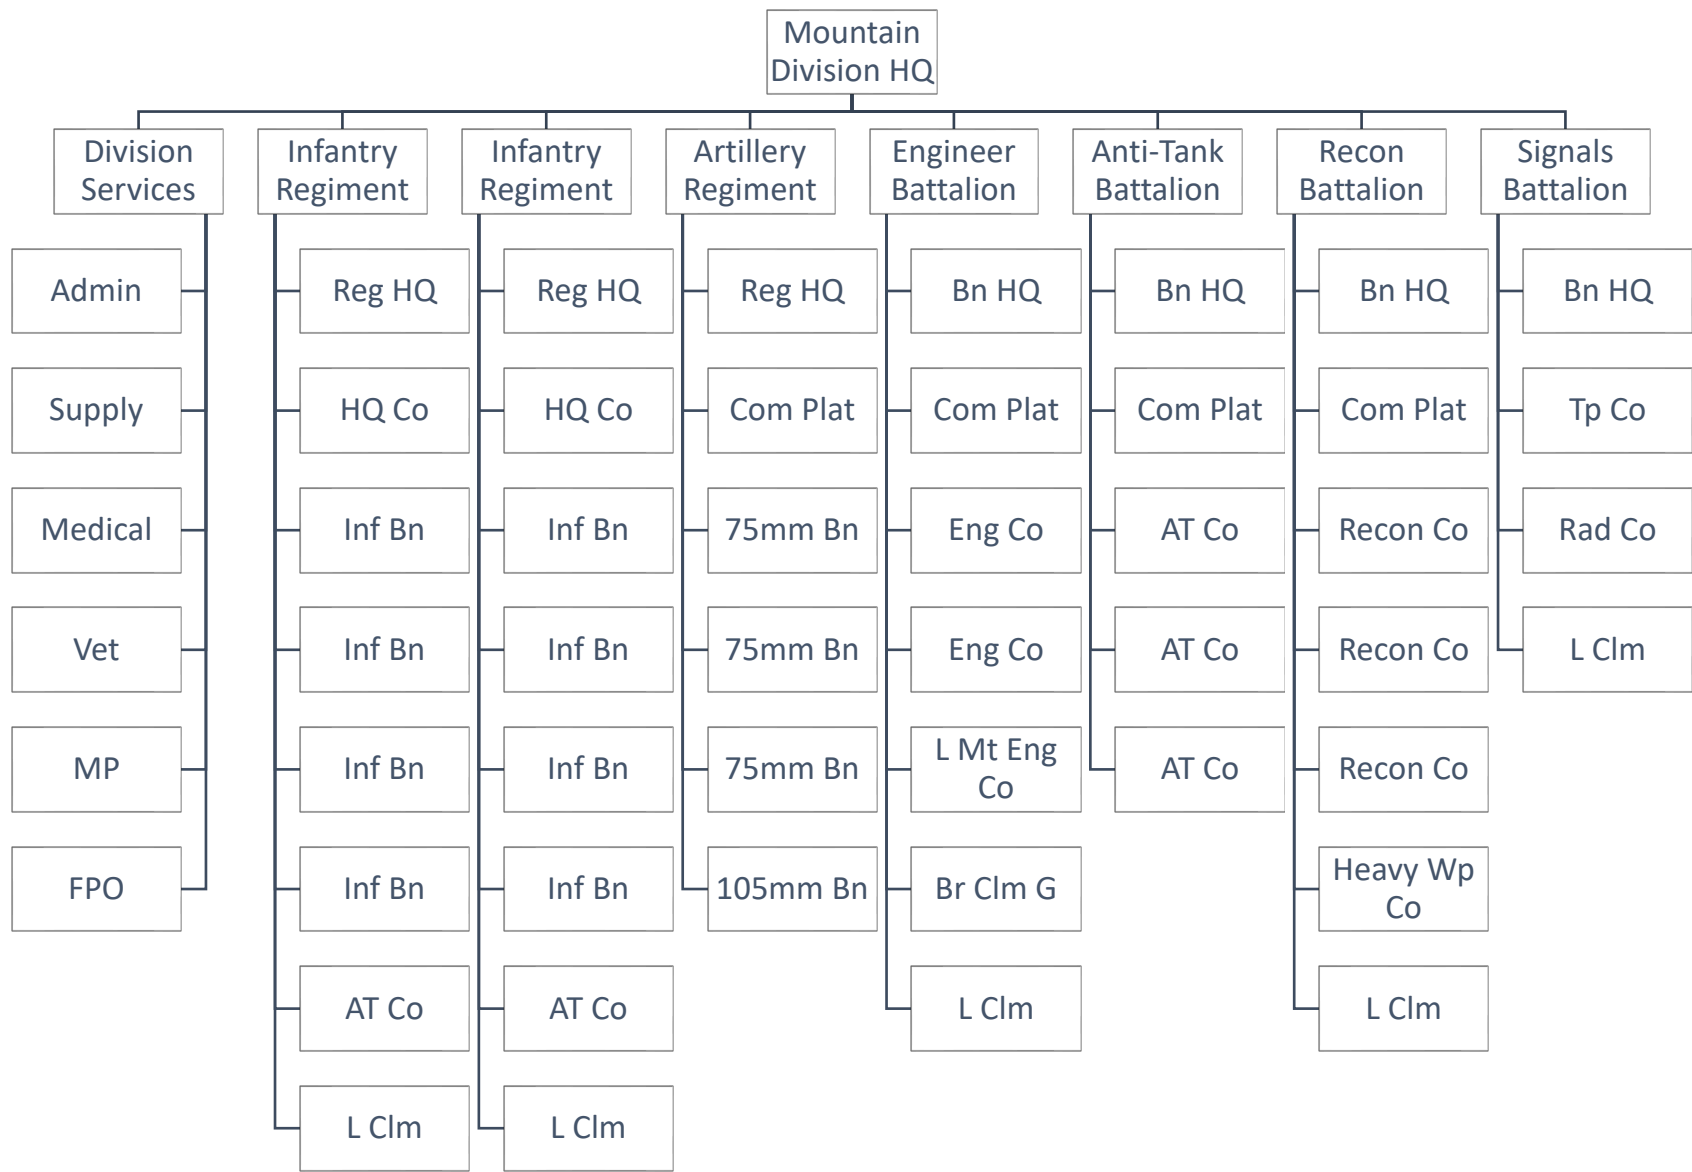 Mountain
Division HQ
Division
Services
Infantry
Regiment
Infantry
Regiment
Artillery
Regiment
Engineer
Battalion
Anti-Tank
Battalion
Recon
Battalion
Signals
Battalion
Admin
Supply
Medical
Vet
MP
FPO
Reg HQ
HQ Co
Inf Bn
Inf Bn
Inf Bn
Inf Bn
AT Co
L Clm
Reg HQ
HQ Co
Inf Bn
Inf Bn
Inf Bn
Inf Bn
AT Co
L Clm
Reg HQ
Com Plat
75mm Bn
75mm Bn
75mm Bn
105mm Bn
Bn HQ
Com Plat
Eng Co
Eng Co
L Mt Eng
Co
Br Clm G
L Clm
Bn HQ
Com Plat
AT Co
AT Co
AT Co
Bn HQ
Com Plat
Recon Co
Recon Co
Recon Co
Heavy Wp
Co
L Clm
Bn HQ
Tp Co
Rad Co
L Clm